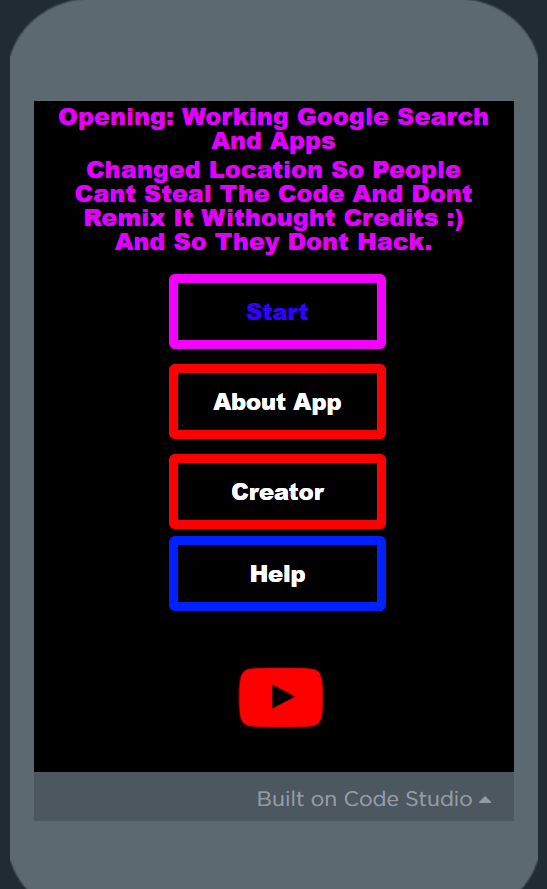 Opening: Working Google Search
And Apps
Changed Location So People
Cant Steal The Code And Dont
Remix It Withought Credits :)
And So They Dont Hack.
Start
About App
Creator
Help
Built on Code Studio